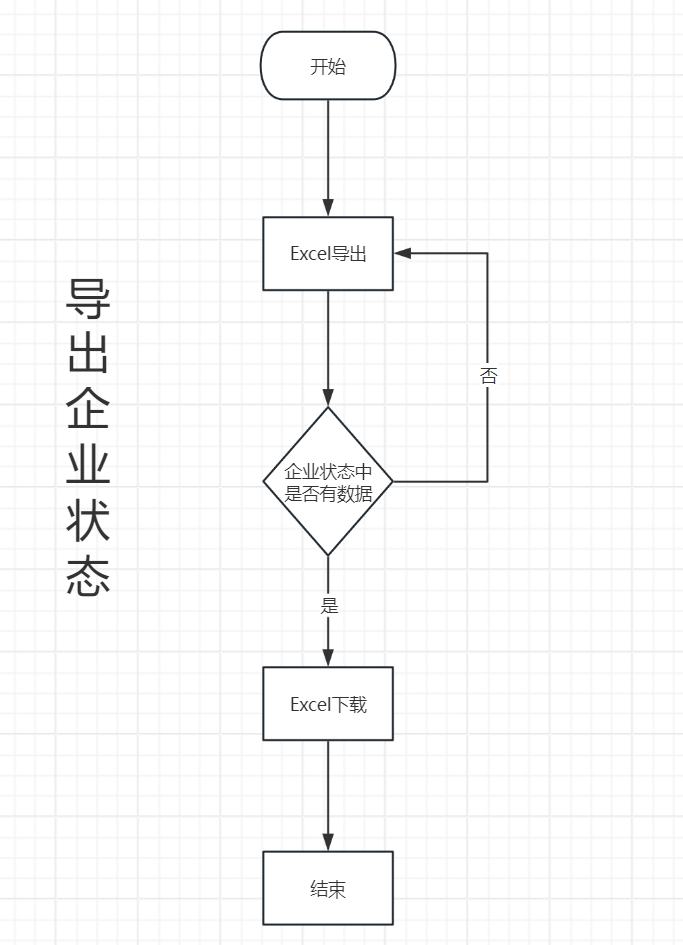 导出企业状态
开始
Excel导出
否
企业状态中
是否有数据
是
Excel下载
结束